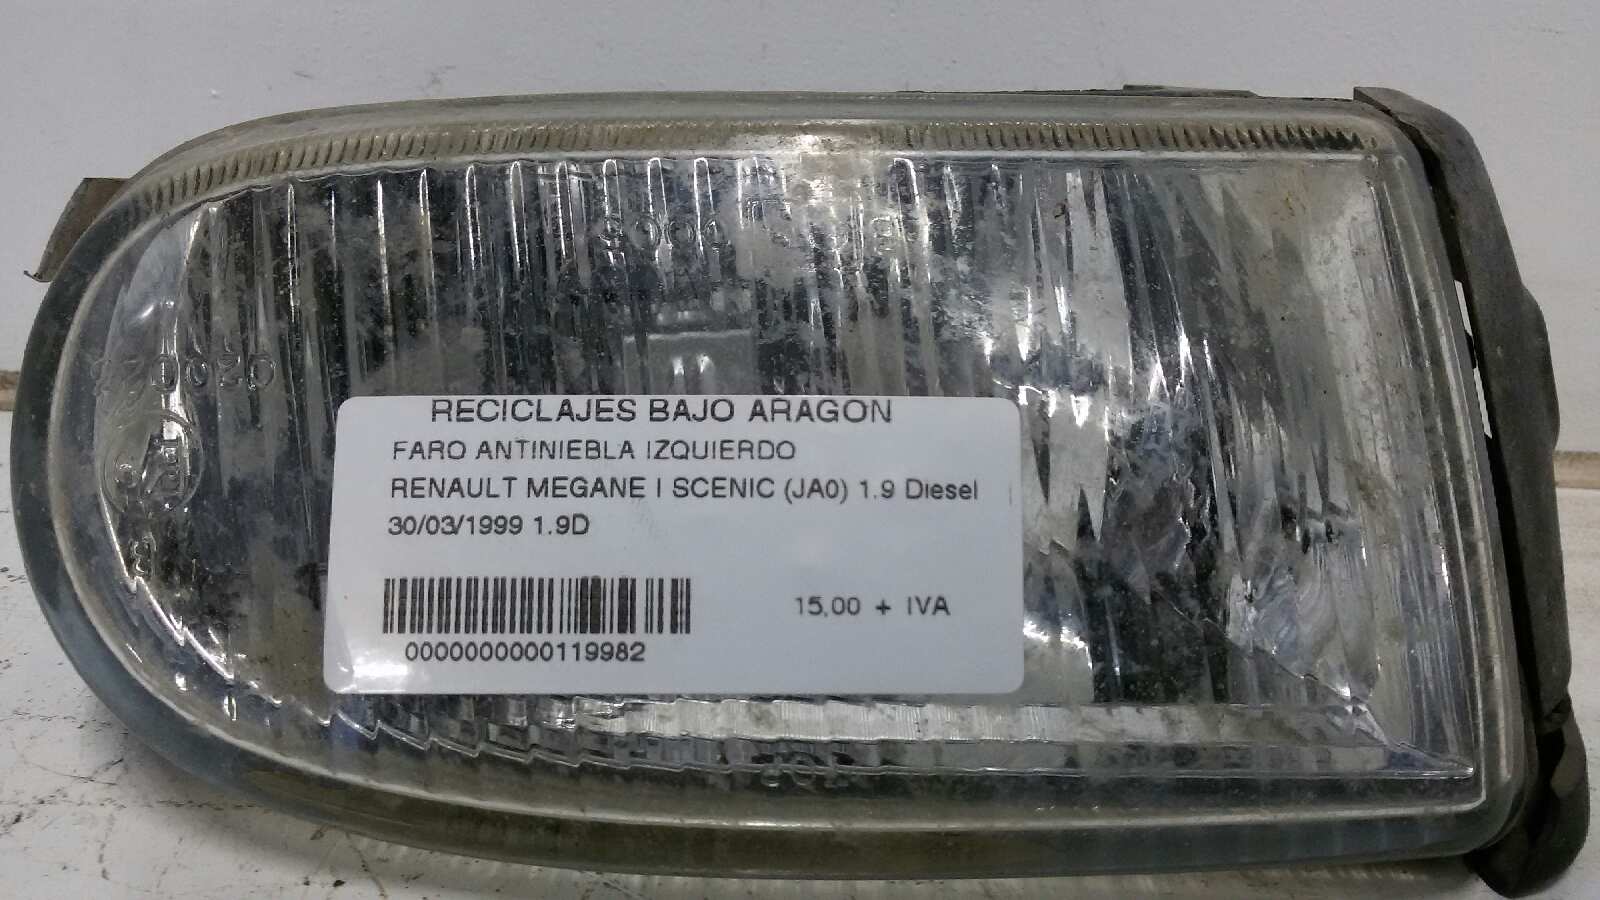 RECICLAJES BAJO ARAGON
FARO ANTINIEBLA IZQUIERDO
RENAULT MEGANE I SCENIC (JA0) 1.9 Diesel
30/03/1999 1.9D
15,00 + IVA
0000000000119982